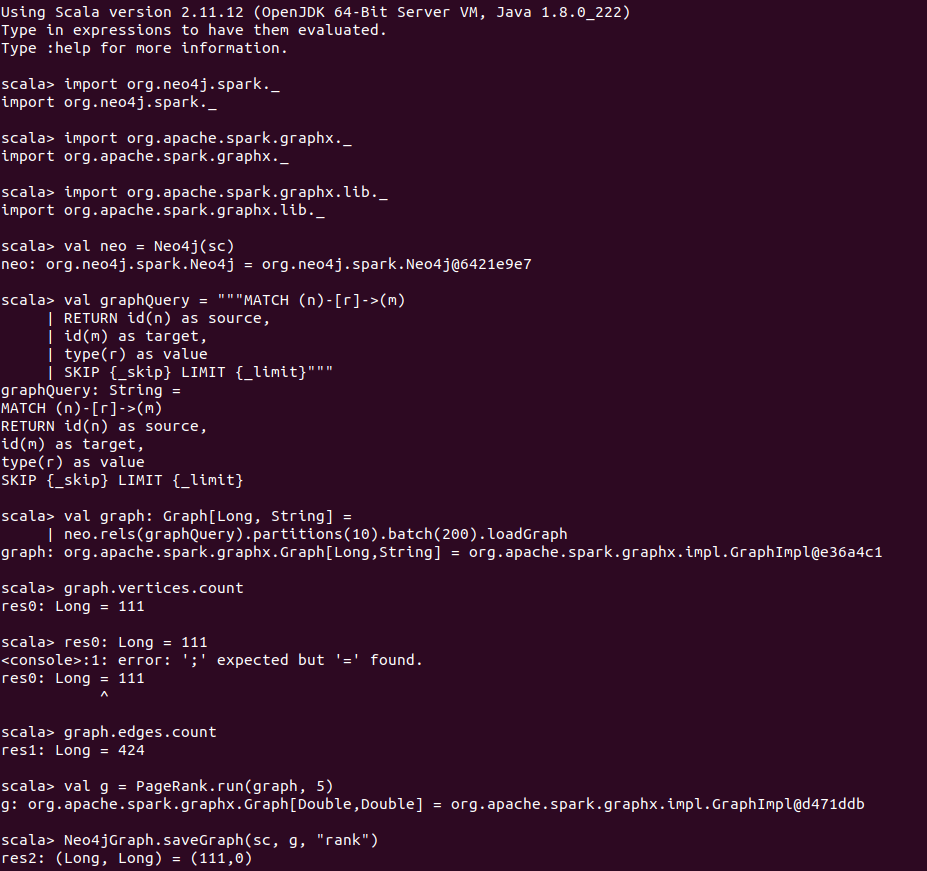 Using Scala version 2.11.12 (OpenJDK 64-Bit Server VM, Java 1.8.0_222)
Type in expressions to have them evaluated.
Type :help for more information.

scala> import org.neo4j.spark._
import org.neo4j.spark._

scala> import org.apache.spark.graphx._
import org.apache.spark.graphx._

scala> import org.apache.spark.graphx.lib._
import org.apache.spark.graphx.lib._

scala> val neo = Neo4j(sc)
neo: org.neo4j.spark.Neo4j = org.neo4j.spark.Neo4j@6421e9e7

scala> val graphQuery = """MATCH (n)-[r]->(m)
     | RETURN id(n) as source,
     | id(m) as target,
     | type(r) as value
     | SKIP {_skip} LIMIT {_limit}"""
graphQuery: String =
MATCH (n)-[r]->(m)
RETURN id(n) as source,
id(m) as target,
type(r) as value
SKIP {_skip} LIMIT {_limit}

scala> val graph: Graph[Long, String] =
     | neo.rels(graphQuery).partitions(10).batch(200).loadGraph
graph: org.apache.spark.graphx.Graph[Long,String] = org.apache.spark.graphx.impl.GraphImpl@e36a4c1

scala> graph.vertices.count
res0: Long = 111

scala> res0: Long = 111
<console>:1: error: ';' expected but '=' found.
res0: Long = 111
           ^

scala> graph.edges.count
res1: Long = 424

scala> val g = PageRank.run(graph, 5)
g: org.apache.spark.graphx.Graph[Double,Double] = org.apache.spark.graphx.impl.GraphImpl@d471ddb

scala> Neo4jGraph.saveGraph(sc, g, "rank")
res2: (Long, Long) = (111,0)